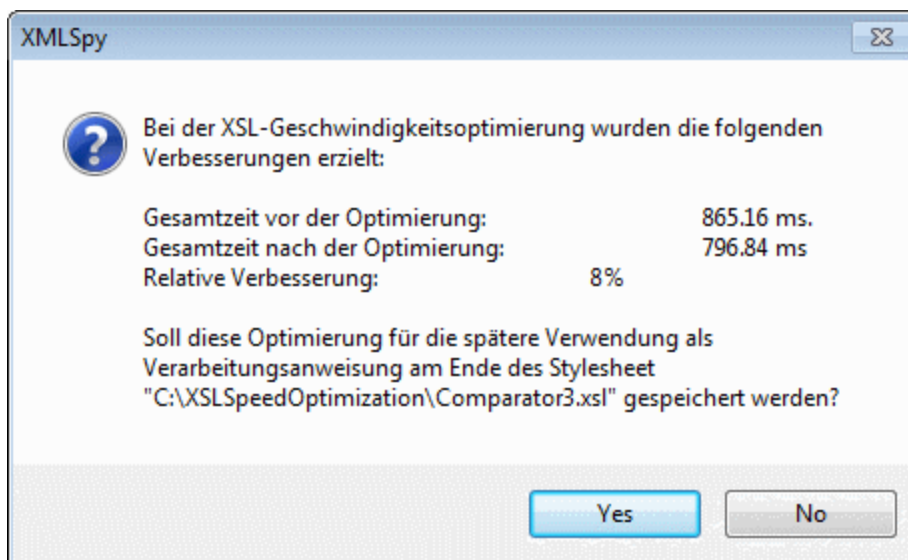 XMLSpy
Bei der XSL-Geschwindigkeitsoptimierung wurden die folgenden
Verbesserungen erzielt:
Gesamtzeit vor der Optimierung: 865.16 ms.
Gesamtzeit nach der Optimierung: 796.84 ms
Relative Verbesserung: 8%
Soll diese Optimierung für die spätere Verwendung als
Verarbeitungsanweisung am Ende des Stylesheet
"C:\XSLSpeedOptimization\Comparator3.xsl" gespeichert werden?
Yes No